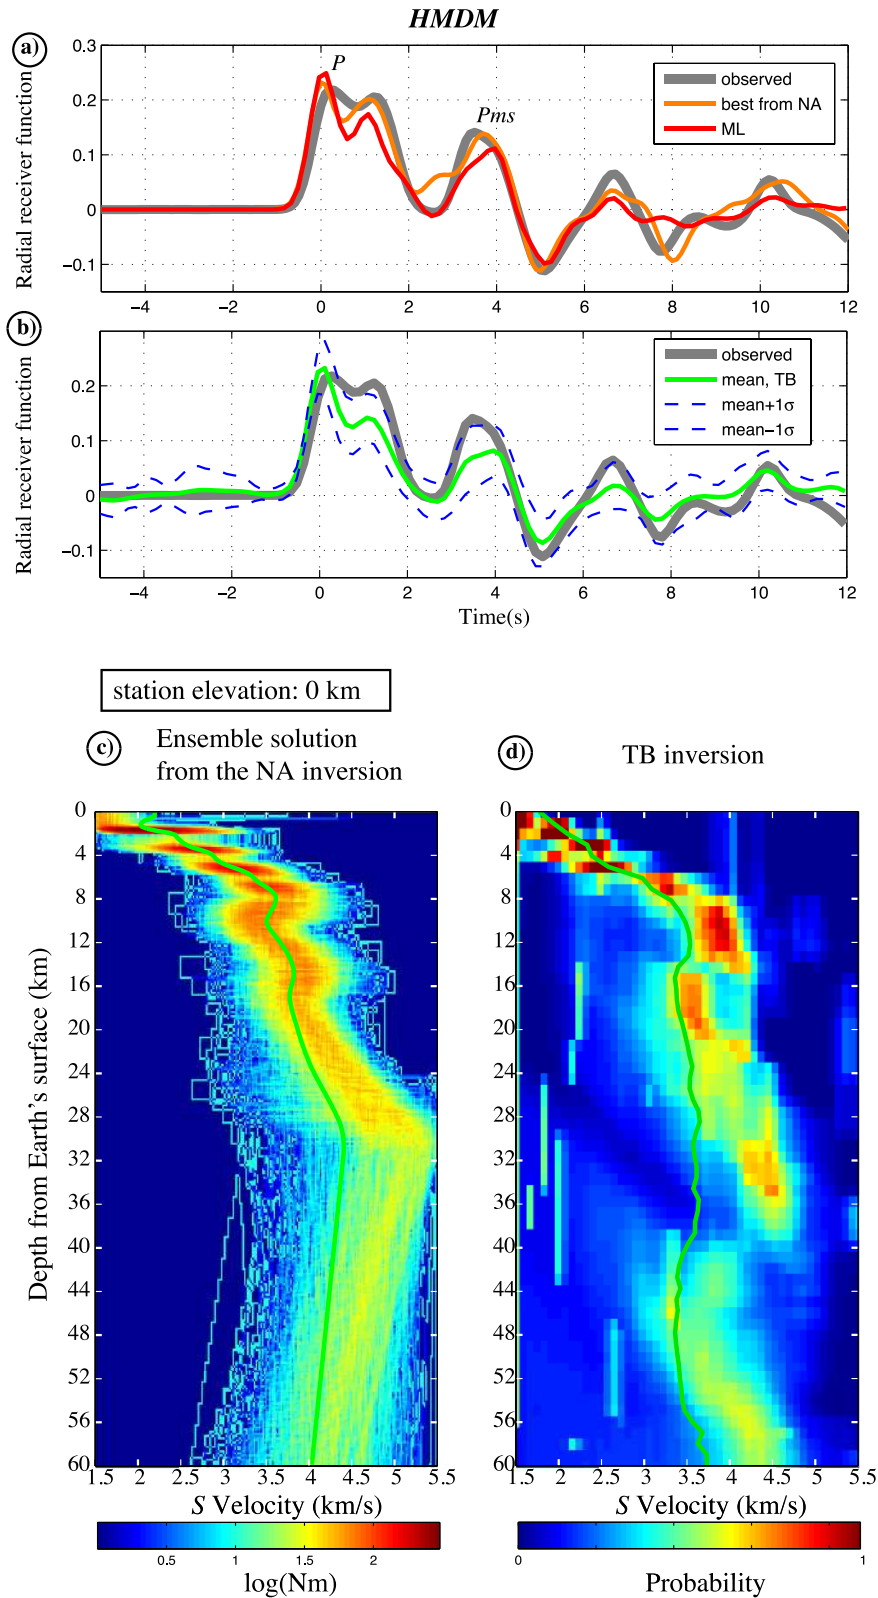 HMDM
a)
0.3
0.2
0.1
0
−0.1
Radial receiver function
P
Pms
observed
best from NA
ML
−4 −2 0 2 4 6 8 10 12
b)
0.2
0.1
0
−0.1
Radial receiver function
observed
mean, TB
mean+1σ
mean−1σ
−4 −2 0 2 4 6 8 10 12
Time(s)
station elevation: 0 km
c)
Ensemble solution
from the NA inversion
d)
TB inversion
Depth from Earth's surface (km)
0
4
8
12
16
20
24
28
32
36
40
44
48
52
56
60
1.5 2 2.5 3 3.5 4 4.5 5 5.5
S Velocity (km/s)
0.5 1 1.5 2
log(Nm)
0
4
8
12
16
20
24
28
32
36
40
44
48
52
56
60
1.5 2 2.5 3 3.5 4 4.5 5 5.5
S Velocity (km/s)
0 1
Probability